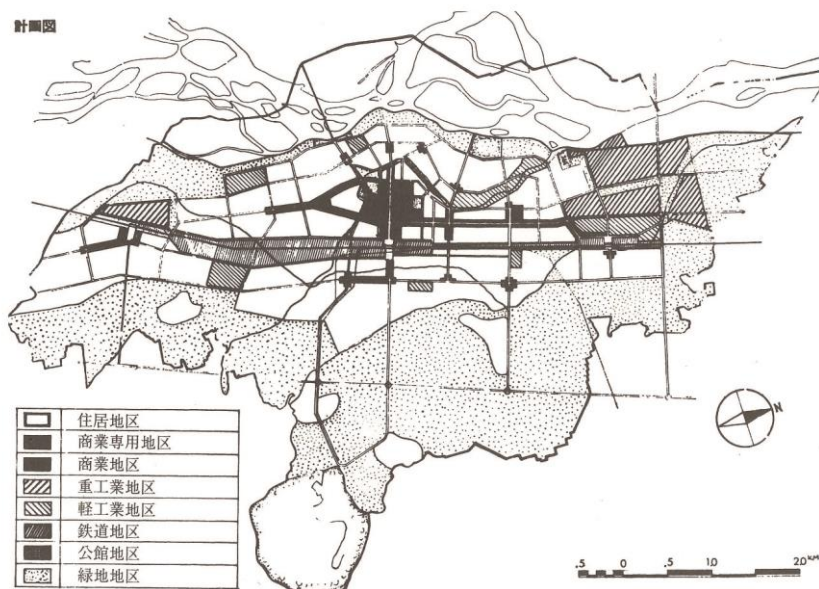 計画図
N
住居地区
商業専用地区
商業地区
重工業地区
軽工業地区
鉄道地区
公館地区
緑地地区
.5 0 .5 1.0 2.0 KM.